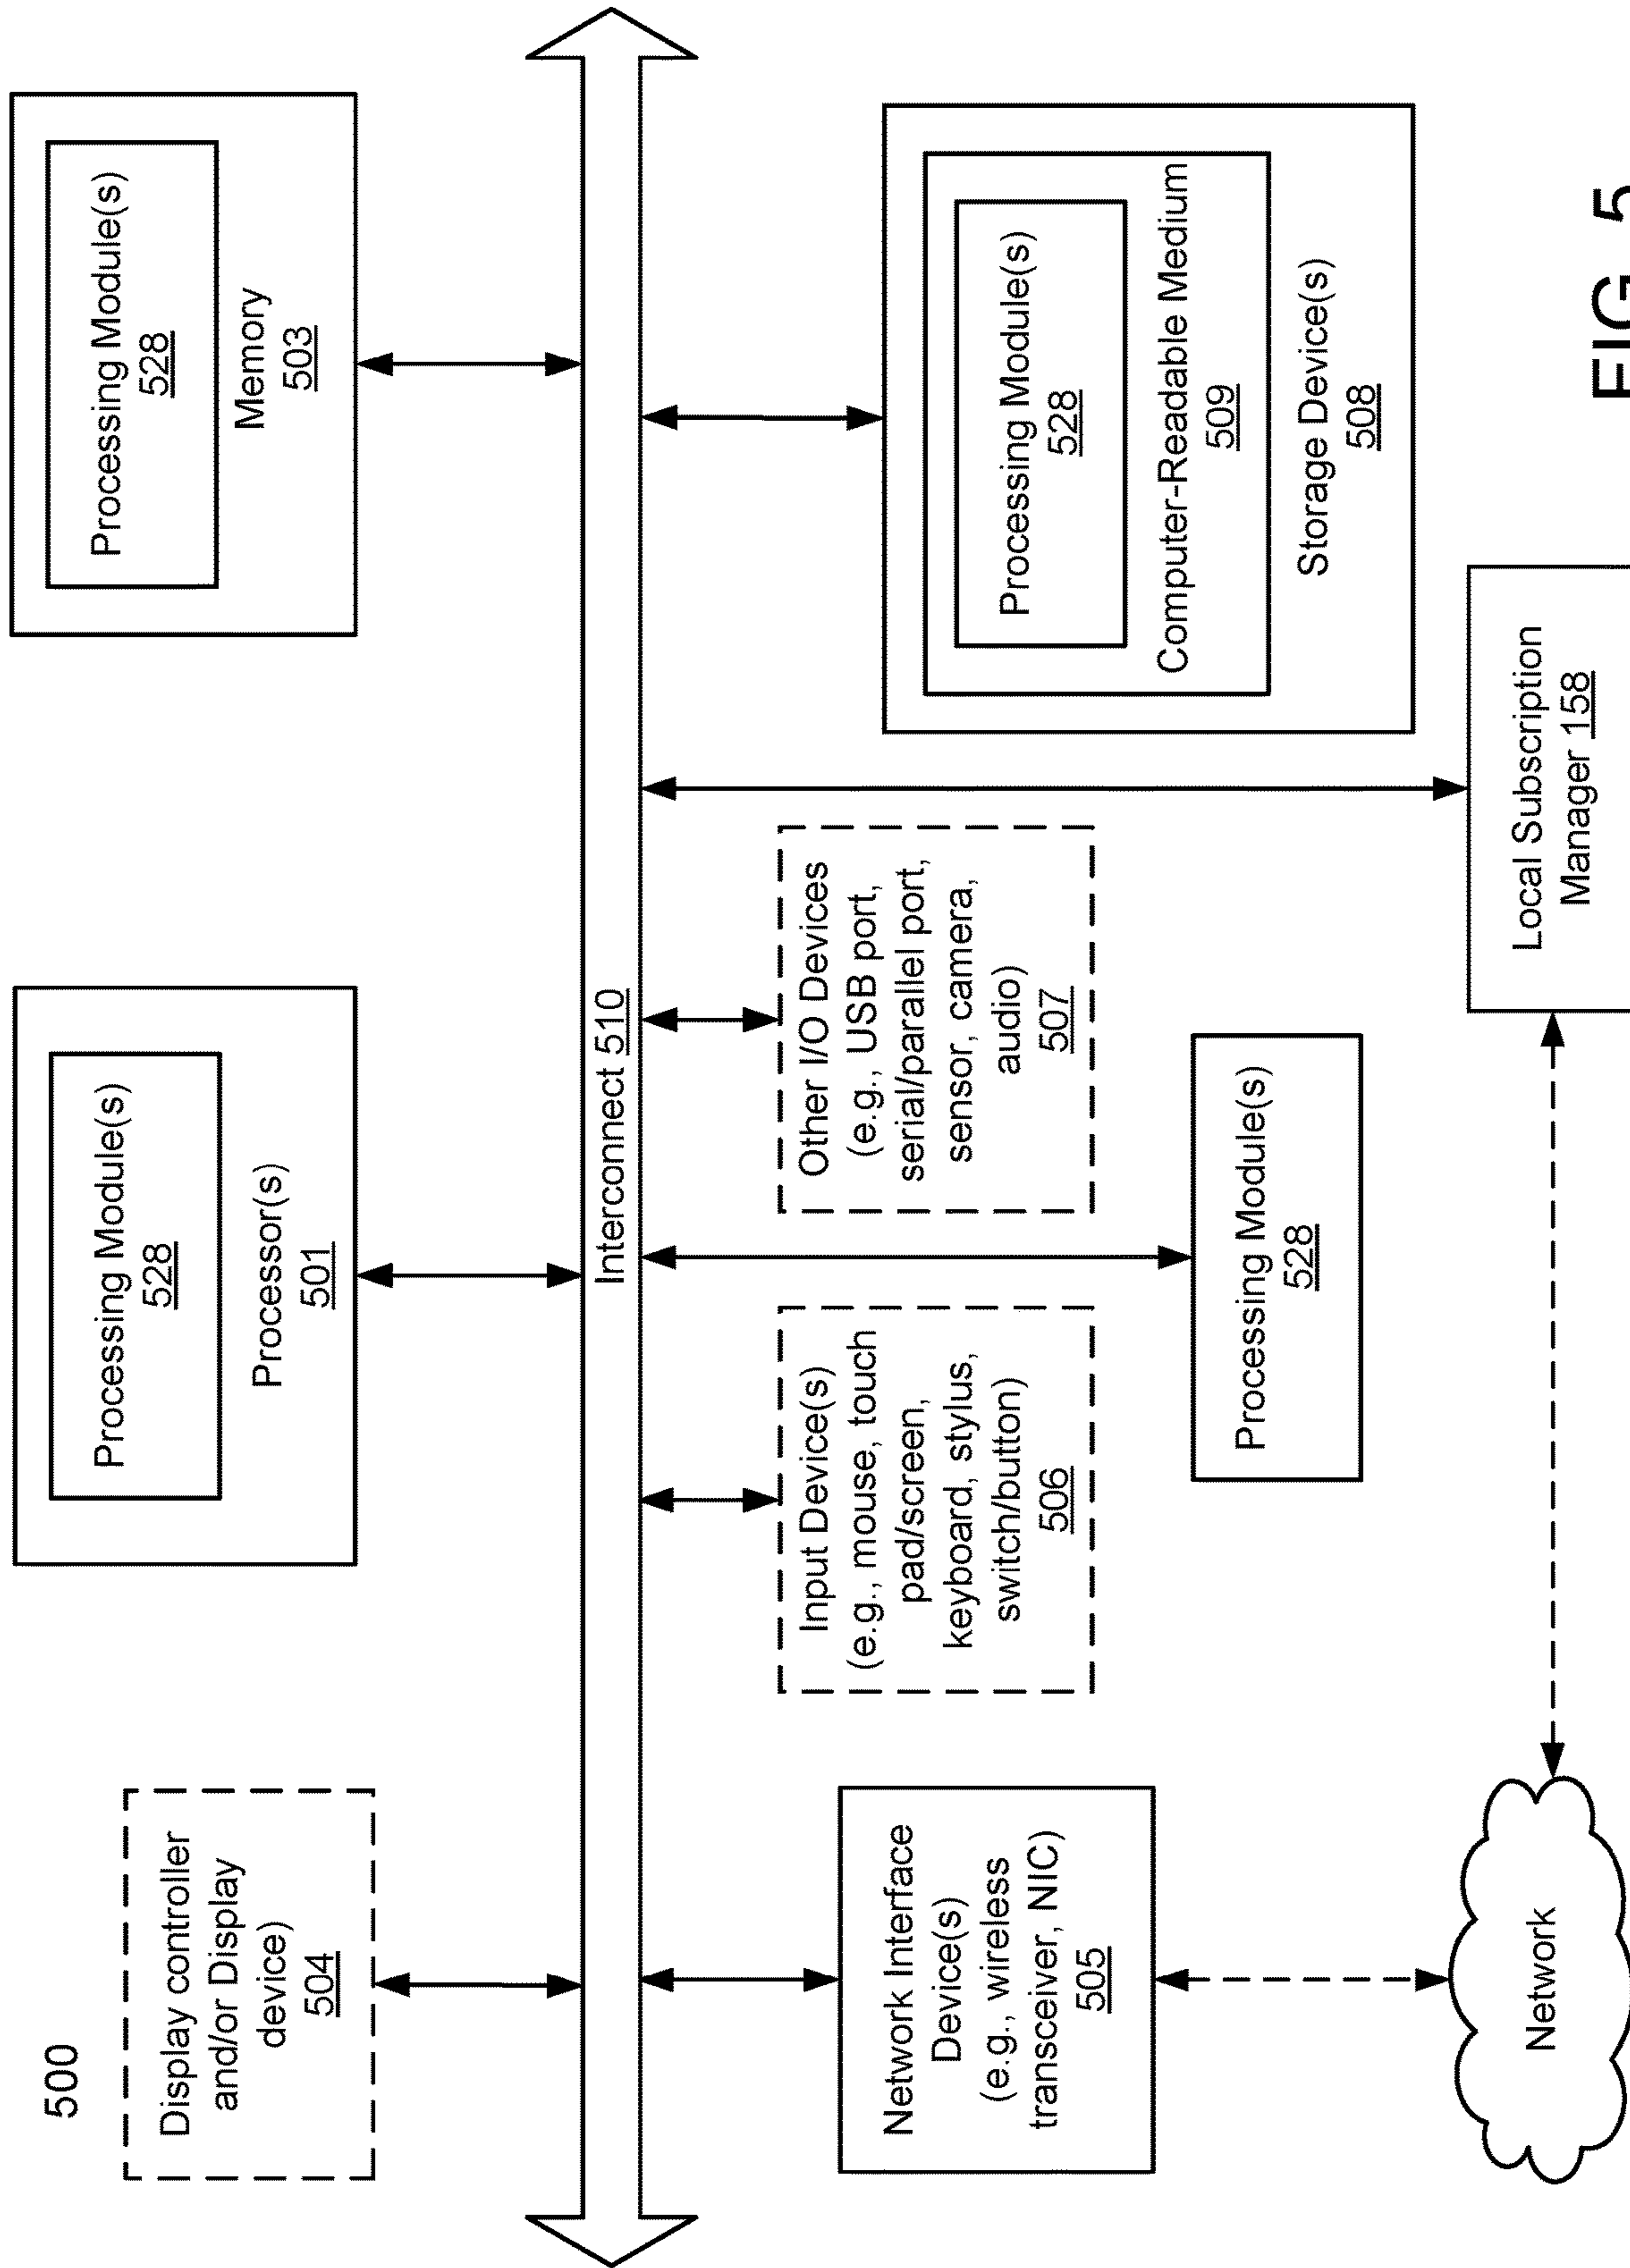 500
Display controller
and/or Display
device)
504
Processing Module(s)
528
Processor(s)
501
Processing Module(s)
528
Memory
503
Interconnect 510
Network Interface
Device(s)
(e.g., wireless
transceiver, NIC)
505
Input Device(s)
(e.g., mouse, touch
pad/screen,
keyboard, stylus,
switch/button)
506
Other I/O Devices
(e.g., USB port,
serial/parallel port,
sensor, camera,
audio)
507
Processing Module(s)
528
Computer-Readable Medium
509
Storage Device(s)
508
Processing Module(s)
528
Network
Local Subscription
Manager 158
FIG. 5